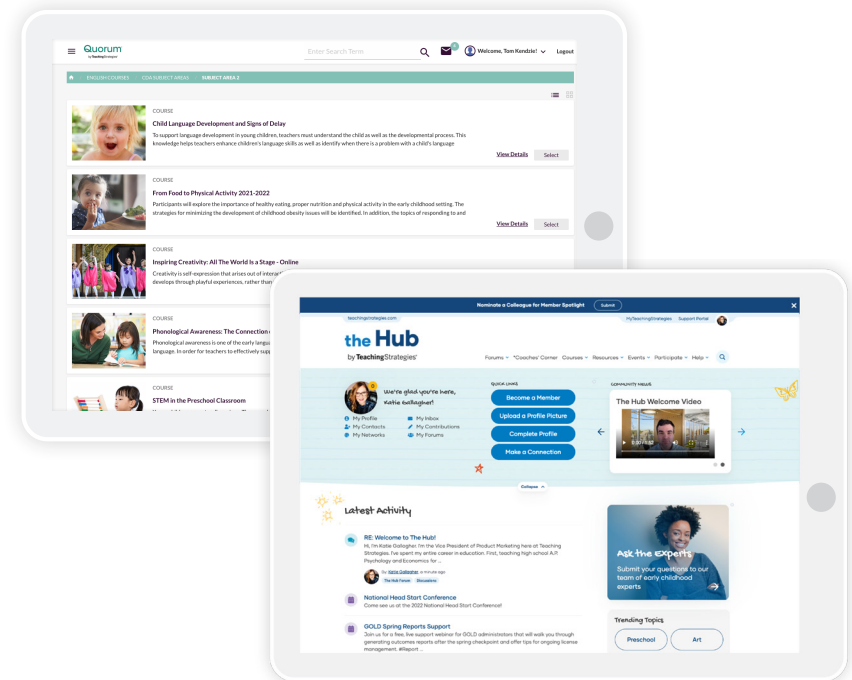 Quorum
by TeachingStrategies
Enter Search Term
Welcome, Tom Kendzie!
Logout
ENGLISH COURSES / CDA SUBJECT AREAS / SUBJECT AREA 2
COURSE
Child Language Development and Signs of Delay
To support language development in young children, teachers must understand the child as well as the developmental process. This
knowledge helps teachers enhance children's language skills as well as identify when there is a problem with a child's language
View Details
Select
COURSE
From Food to Physical Activity 2021-2022
Participants will explore the importance of healthy eating, proper nutrition and physical activity in the early childhood setting. The
strategies for minimizing the development of childhood obesity issues will be identified. In addition, the topics of responding to and
View Details
Select
COURSE
Inspiring Creativity: All The World Is a Stage - Online
Creativity is self-expression that arises out of
develops through playful experiences, rather than
COURSE
Phonological Awareness: The Connection
Phonological awareness is one of the early
language. In order for teachers to effectively
COURSE
STEM in the Preschool Classroom
Nominate a Colleague for Member Spotlight
Submit
teachingstrategies.com
MyTeachingStrategies Support Portal
the Hub
by TeachingStrategies®
Forums
"Coaches' Corner
Courses
Resources
Events
Participate
Help
We're glad you're here,
Katie Gallagher!
My Profile
My Inbox
My Contacts
My Contributions
My Networks
My Forums
QUICK LINKS
Become a Member
Upload a Profile Picture
Complete Profile
Make a Connection
COMMUNITY NEWS
The Hub Welcome Video
Collapse
Latest Activity
RE: Welcome to The Hub!
Hi, I'm Katie Gallagher. I'm the Vice President of Product Marketing here at Teaching
Strategies. I've spent my entire career in education. First, teaching high school A.P.
Psychology and Economics for ...
By: Katie Gallagher, a minute ago
The Hub Forum
Discussions
National Head Start Conference
Come see us at the 2022 National Head Start Conference!
GOLD Spring Reports Support
Join us for a free, live support webinar for GOLD administrators that will walk you through
generating outcomes reports after the spring checkpoint and offer tips for ongoing license
management. #Report ...
Ask the Experts
Submit your questions to our
team of early childhood
experts
Trending Topics
Preschool
Art